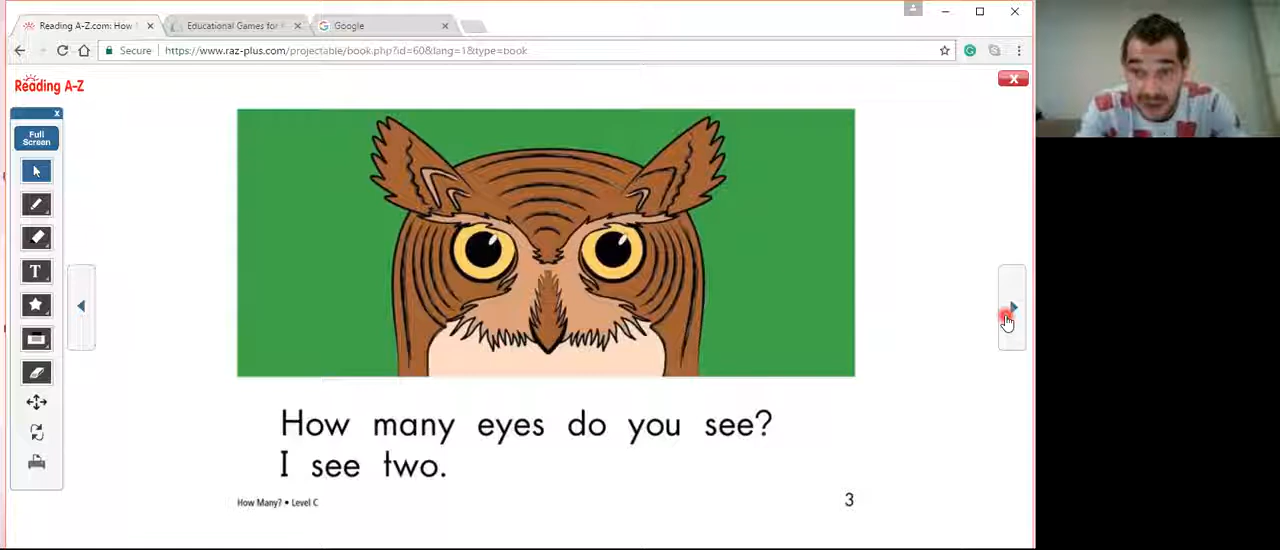 Reading A-Z.com: How
Educational Games for
Google
Secure
https://www.raz-plus.com/projectable/book.php?id=60&lang=1&type=book
Reading A-Z
Full
Screen
T
How many eyes do you see?
I see two.
How Many? • Level C
3